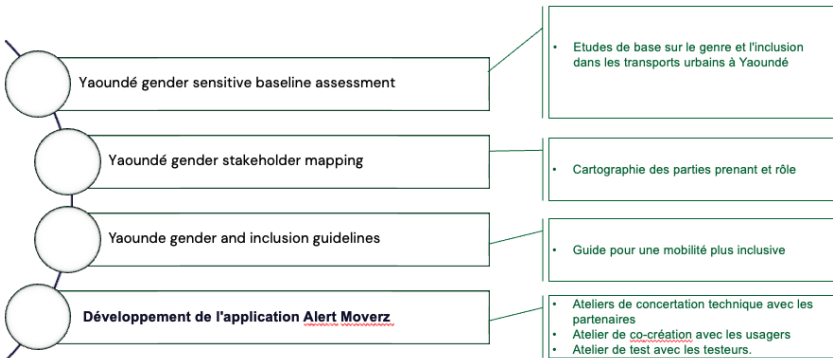 Yaoundé gender sensitive baseline assessment
• Etudes de base sur le genre et l'inclusion
dans les transports urbains à Yaoundé
Yaoundé gender stakeholder mapping
• Cartographie des parties prenant et rôle
Yaounde gender and inclusion guidelines
• Guide pour une mobilité plus inclusive
Développement de l'application Alert Moverz
• Ateliers de concertation technique avec les
partenaires
• Atelier de co-création avec les usagers
• Atelier de test avec les testeurs.